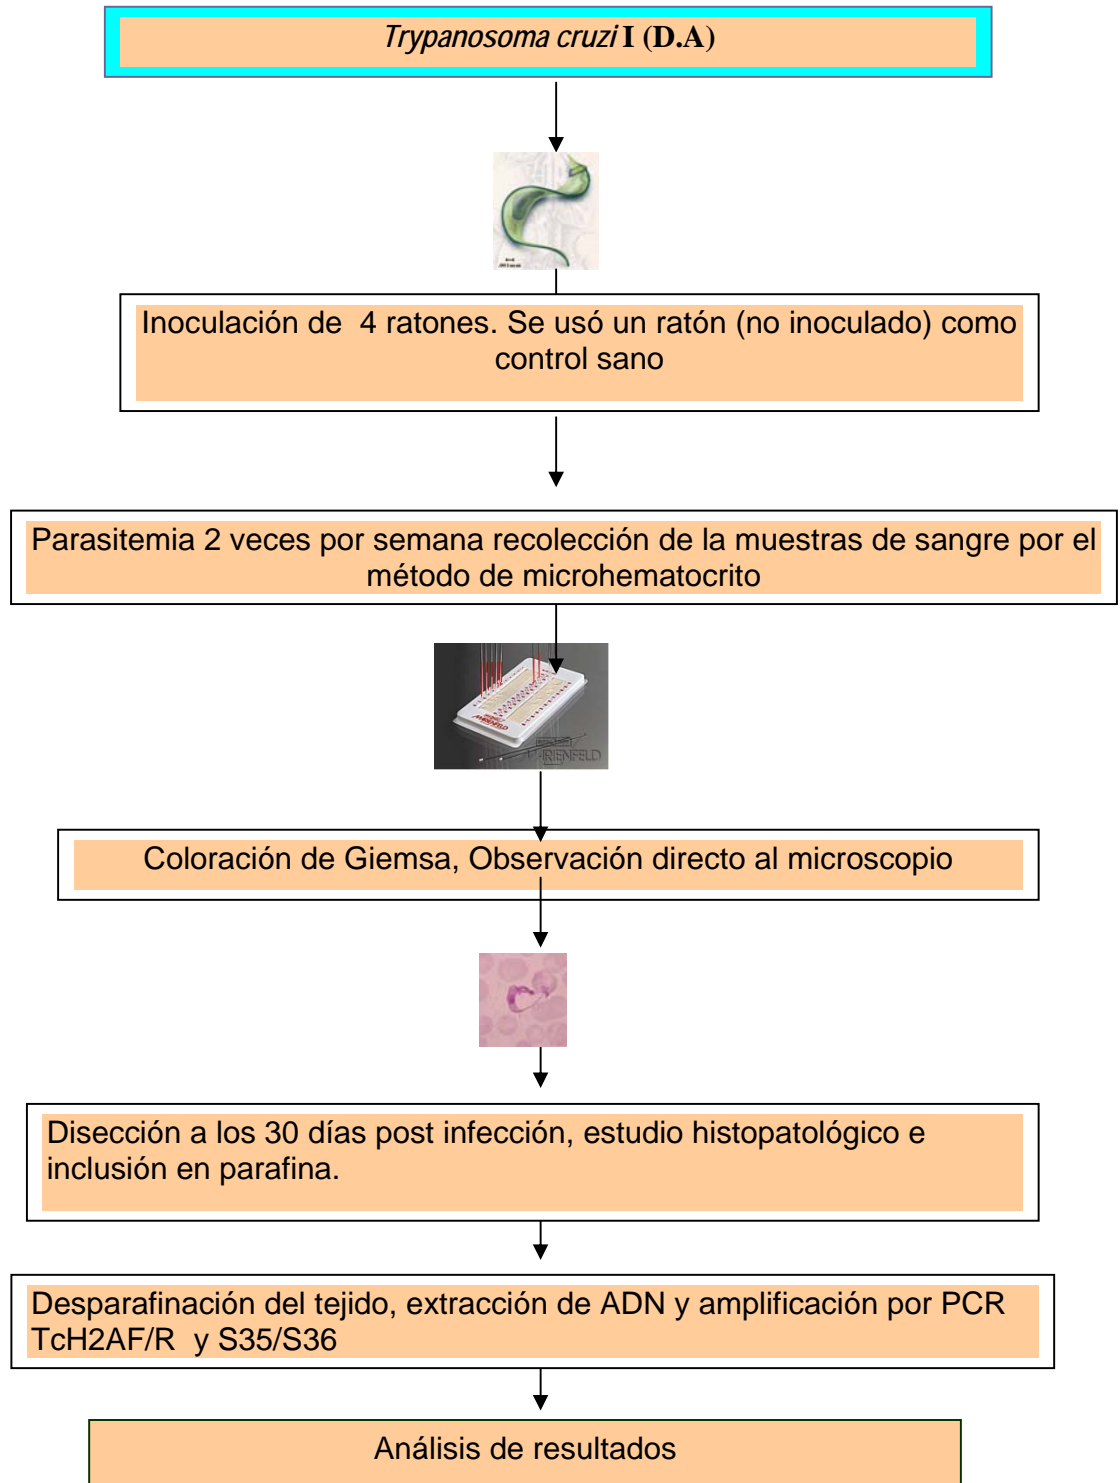 Trypanosoma cruzi I (D.A)
Inoculación de 4 ratones. Se usó un ratón (no inoculado) como
control sano
Parasitemia 2 veces por semana recolección de la muestras de sangre por el
método de microhematocrito
RIENFELD
Coloración de Giemsa, Observación directo al microscopio
Disección a los 30 días post infección, estudio histopatológico e
inclusión en parafina.
Desparafinación del tejido, extracción de ADN y amplificación por PCR
TcH2AF/R y S35/S36
Análisis de resultados